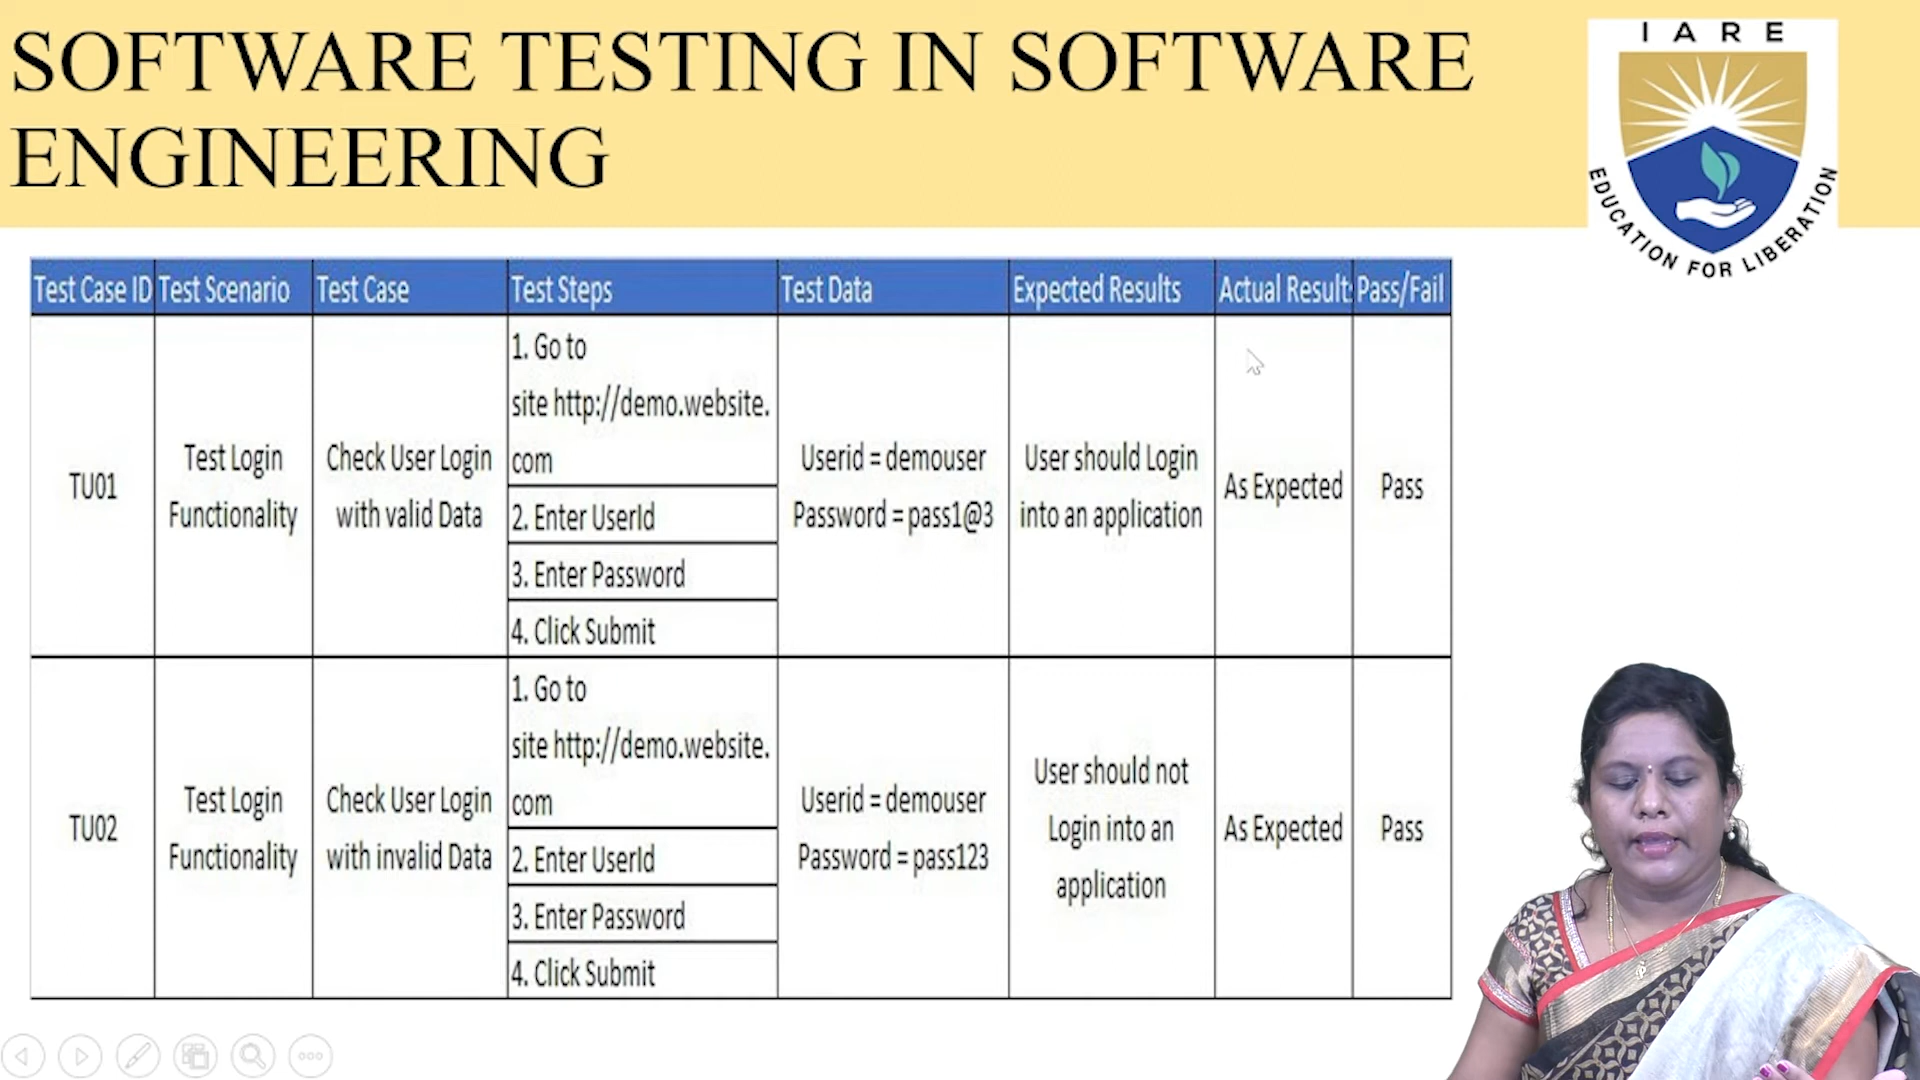 SOFTWARE TESTING IN SOFTWARE
ENGINEERING
IARE
EDUCATION FOR LIBERATION
Test Case ID Test Scenario Test Case Test Steps Test Data Expected Results Actual Result Pass/Fail
TU01
Test Login
Functionality
Check User Login
with valid Data
1. Go to
site http://demo.website.
com
2. Enter UserId
3. Enter Password
4. Click Submit
Userid = demouser
Password = pass1@3
User should Login
into an application
As Expected
Pass
TU02
Test Login
Functionality
Check User Login
with invalid Data
1. Go to
site http://demo.website.
com
2. Enter UserId
3. Enter Password
4. Click Submit
Userid = demouser
Password = pass123
User should not
Login into an
application
As Expected
Pass